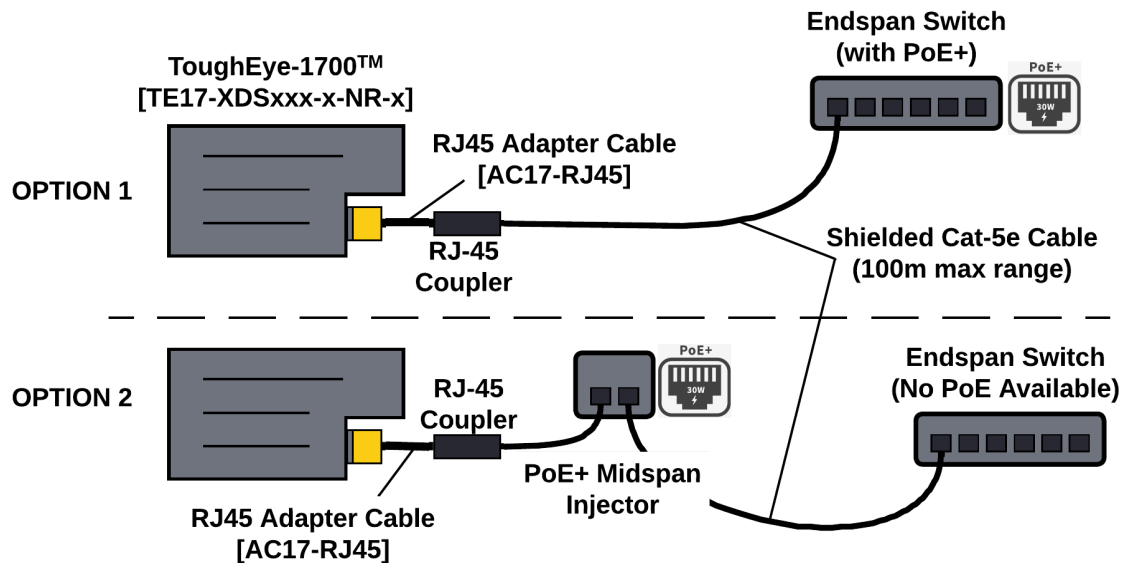 Endspan Switch
(with PoE+)
PoE+
30W
ToughEye-1700™
[TE17-XDSxxx-x-NR-x]
OPTION 1
RJ45 Adapter Cable
[AC17-RJ45]
RJ-45
Coupler
Shielded Cat-5e Cable
(100m max range)
OPTION 2
RJ-45
Coupler
PoE+
30W
Endspan Switch
(No PoE Available)
PoE+ Midspan
Injector
RJ45 Adapter Cable
[AC17-RJ45]